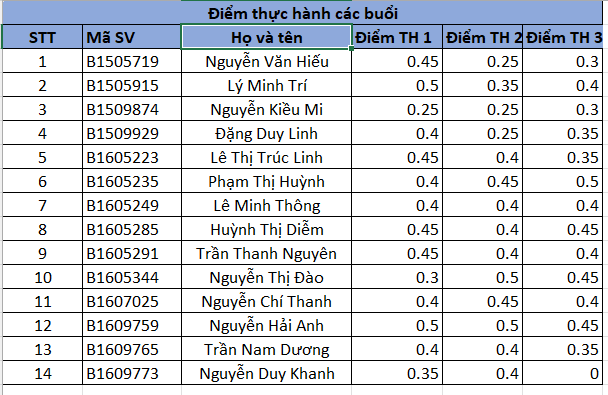 Điểm thực hành các buổi
STT Mã SV Họ và tên Điểm TH 1 Điểm TH 2 Điểm TH 3
1 B1505719 Nguyễn Văn Hiếu 0.45 0.25 0.3
2 B1505915 Lý Minh Trí 0.5 0.35 0.4
3 B1509874 Nguyễn Kiều Mi 0.25 0.25 0.3
4 B1509929 Đặng Duy Linh 0.4 0.25 0.35
5 B1605223 Lê Thị Trúc Linh 0.45 0.4 0.35
6 B1605235 Phạm Thị Huỳnh 0.4 0.45 0.5
7 B1605249 Lê Minh Thông 0.4 0.4 0.4
8 B1605285 Huỳnh Thị Diễm 0.45 0.4 0.45
9 B1605291 Trần Thanh Nguyên 0.45 0.4 0.4
10 B1605344 Nguyễn Thị Đào 0.3 0.5 0.45
11 B1607025 Nguyễn Chí Thanh 0.4 0.45 0.4
12 B1609759 Nguyễn Hải Anh 0.5 0.5 0.45
13 B1609765 Trần Nam Dương 0.4 0.4 0.35
14 B1609773 Nguyễn Duy Khanh 0.35 0.4 0